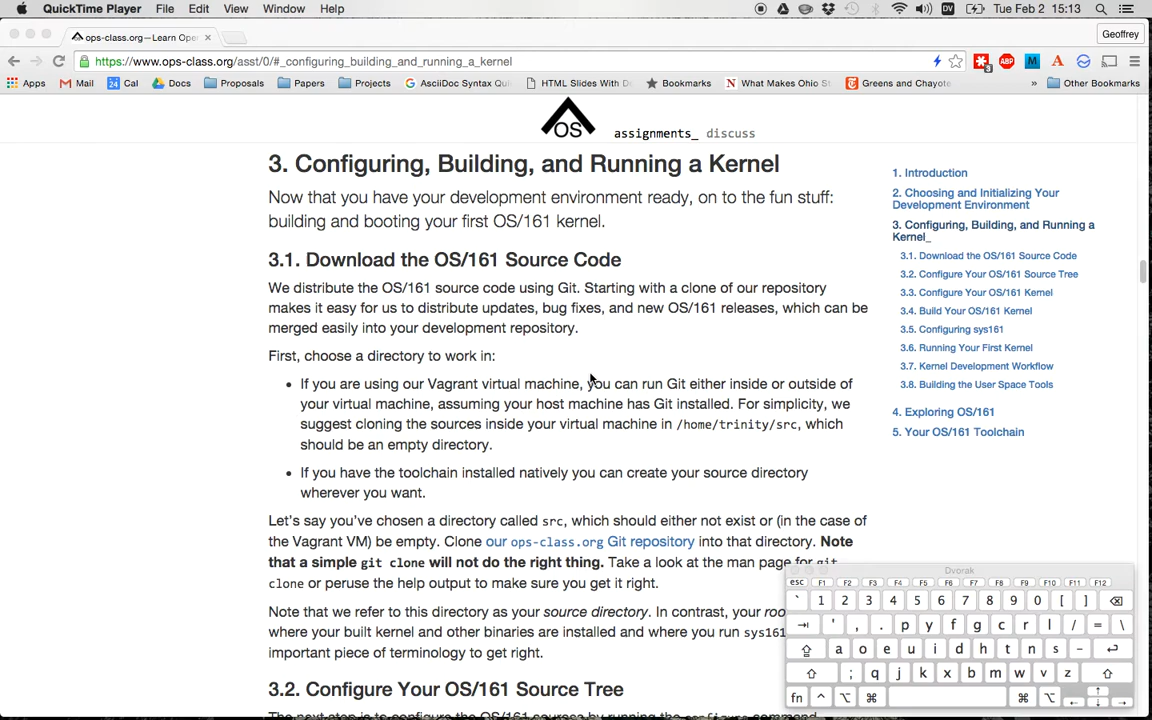 QuickTime Player File Edit View Window Help DV Tue Feb 2 15:13
ops-class.org—Learn Ope × Geoffrey
https://www.ops-class.org/asst/0/#_configuring_building_and_running_a_kernel 3 ABP M A
Apps Mail 24 Cal Docs Proposals Papers Projects G AsciiDoc Syntax Qui HTML Slides With D Bookmarks N What Makes Ohio St Greens and Chayote » Other Bookmarks
OS assignments_ discuss
3. Configuring, Building, and Running a Kernel
Now that you have your development environment ready, on to the fun stuff:
building and booting your first OS/161 kernel.
3.1. Download the OS/161 Source Code
We distribute the OS/161 source code using Git. Starting with a clone of our repository
makes it easy for us to distribute updates, bug fixes, and new OS/161 releases, which can be
merged easily into your development repository.
First, choose a directory to work in:
• If you are using our Vagrant virtual machine, you can run Git either inside or outside of
your virtual machine, assuming your host machine has Git installed. For simplicity, we
suggest cloning the sources inside your virtual machine in /home/trinity/src, which
should be an empty directory.
• If you have the toolchain installed natively you can create your source directory
wherever you want.
Let's say you've chosen a directory called src, which should either not exist or (in the case of
the Vagrant VM) be empty. Clone our ops-class.org Git repository into that directory. Note
that a simple git clone will not do the right thing. Take a look at the man page for git
clone or peruse the help output to make sure you get it right.
Note that we refer to this directory as your source directory. In contrast, your roo
where your built kernel and other binaries are installed and where you run sys161
important piece of terminology to get right.
3.2. Configure Your OS/161 Source Tree
The next step is to configure the OS/161 sources by running the configure command
1. Introduction
2. Choosing and Initializing Your
Development Environment
3. Configuring, Building, and Running a
Kernel_
3.1. Download the OS/161 Source Code
3.2. Configure Your OS/161 Source Tree
3.3. Configure Your OS/161 Kernel
3.4. Build Your OS/161 Kernel
3.5. Configuring sys161
3.6. Running Your First Kernel
3.7. Kernel Development Workflow
3.8. Building the User Space Tools
4. Exploring OS/161
5. Your OS/161 Toolchain
Dvorak
esc F1 F2 F3 F4 F5 F6 F7 F8 F9 F10 F11 F12
` 1 2 3 4 5 6 7 8 9 0 [ ]
' , . p y f g c r l / = \
a o e u i d h t n s -
; q j k x b m w v z
fn ^ ⌥ ⌘ ⌘ ⌥